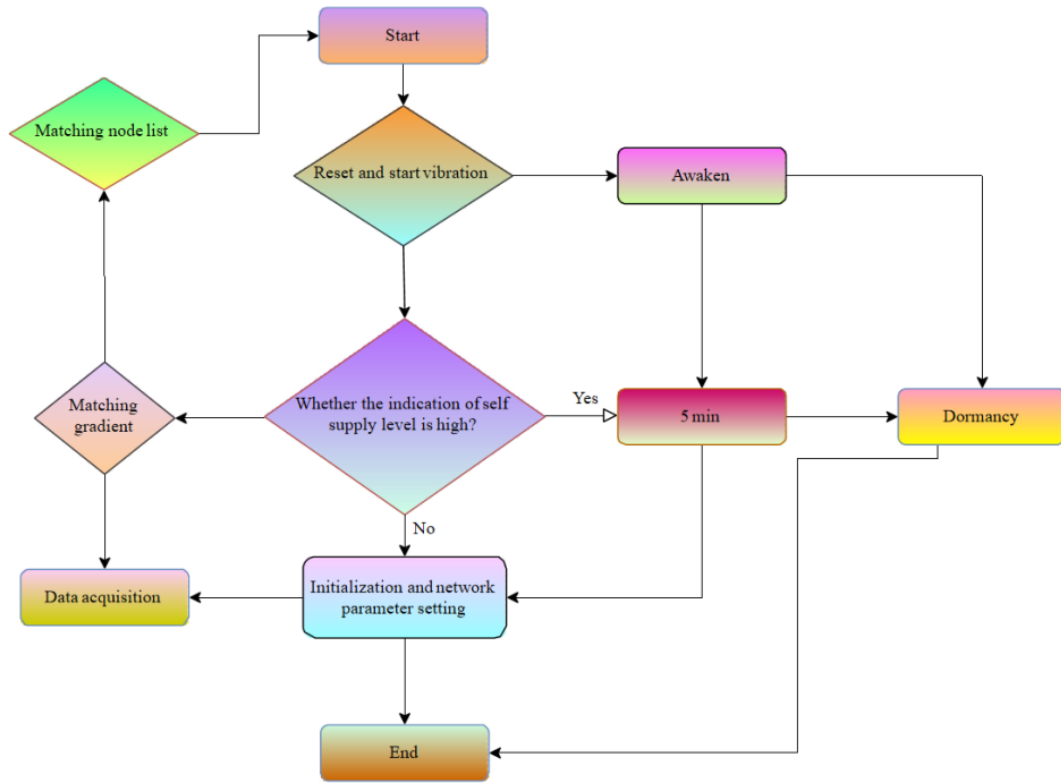 Start
Matching node list
Reset and start vibration
Awaken
Whether the indication of self
supply level is high?
Yes
5 min
Dormancy
Matching
gradient
No
Data acquisition
Initialization and network
parameter setting
End